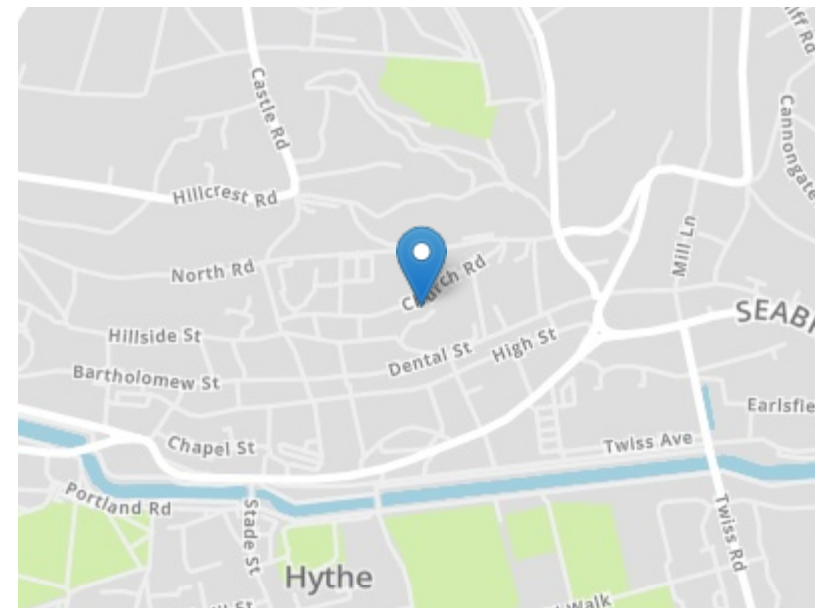 Castle Rd
Cannongate
Hillcrest Rd
Mill Ln
North Rd
Church Rd
Hillside St
High St
Dental St
Bartholomew St
Earlsfie
Chapel St
Twiss Ave
Portland Rd
Stade St
Twiss Rd
Hythe
Walk